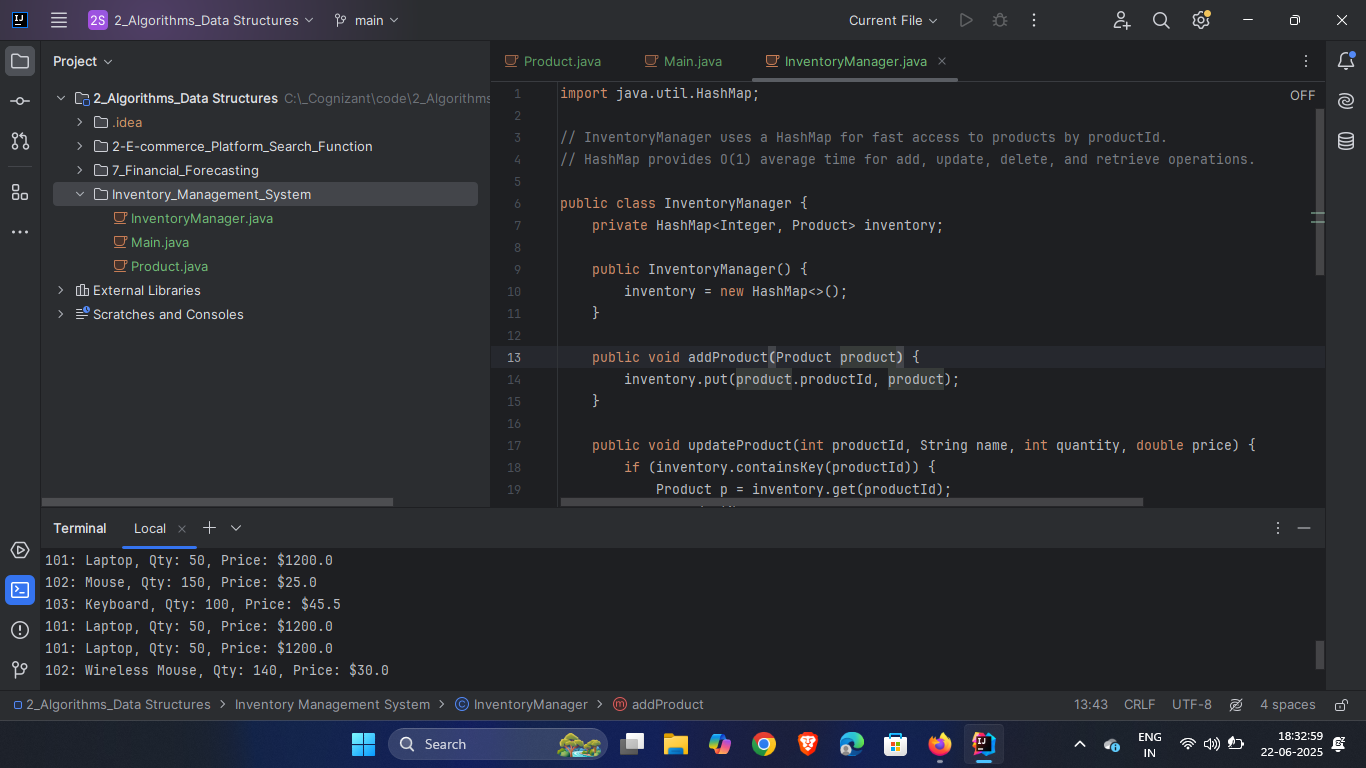 2S 2_Algorithms_Data Structures main Current File
Project
Product.java Main.java InventoryManager.java
2_Algorithms_Data Structures C:\_Cognizant\code\2_Algorithms
.idea
2-E-commerce_Platform_Search_Function
7_Financial_Forecasting
Inventory_Management_System
InventoryManager.java
Main.java
Product.java
External Libraries
Scratches and Consoles
OFF
1 import java.util.HashMap;
2
3 // InventoryManager uses a HashMap for fast access to products by productId.
4 // HashMap provides O(1) average time for add, update, delete, and retrieve operations.
5
6 public class InventoryManager {
7 private HashMap<Integer, Product> inventory;
8
9 public InventoryManager() {
10 inventory = new HashMap<>();
11 }
12
13 public void addProduct(Product product) {
14 inventory.put(product.productId, product);
15 }
16
17 public void updateProduct(int productId, String name, int quantity, double price) {
18 if (inventory.containsKey(productId)) {
19 Product p = inventory.get(productId);
Terminal Local
101: Laptop, Qty: 50, Price: $1200.0
102: Mouse, Qty: 150, Price: $25.0
103: Keyboard, Qty: 100, Price: $45.5
101: Laptop, Qty: 50, Price: $1200.0
101: Laptop, Qty: 50, Price: $1200.0
102: Wireless Mouse, Qty: 140, Price: $30.0
2_Algorithms_Data Structures > Inventory Management System > InventoryManager > addProduct 13:43 CRLF UTF-8 4 spaces
Search
ENG
IN
18:32:59
22-06-2025